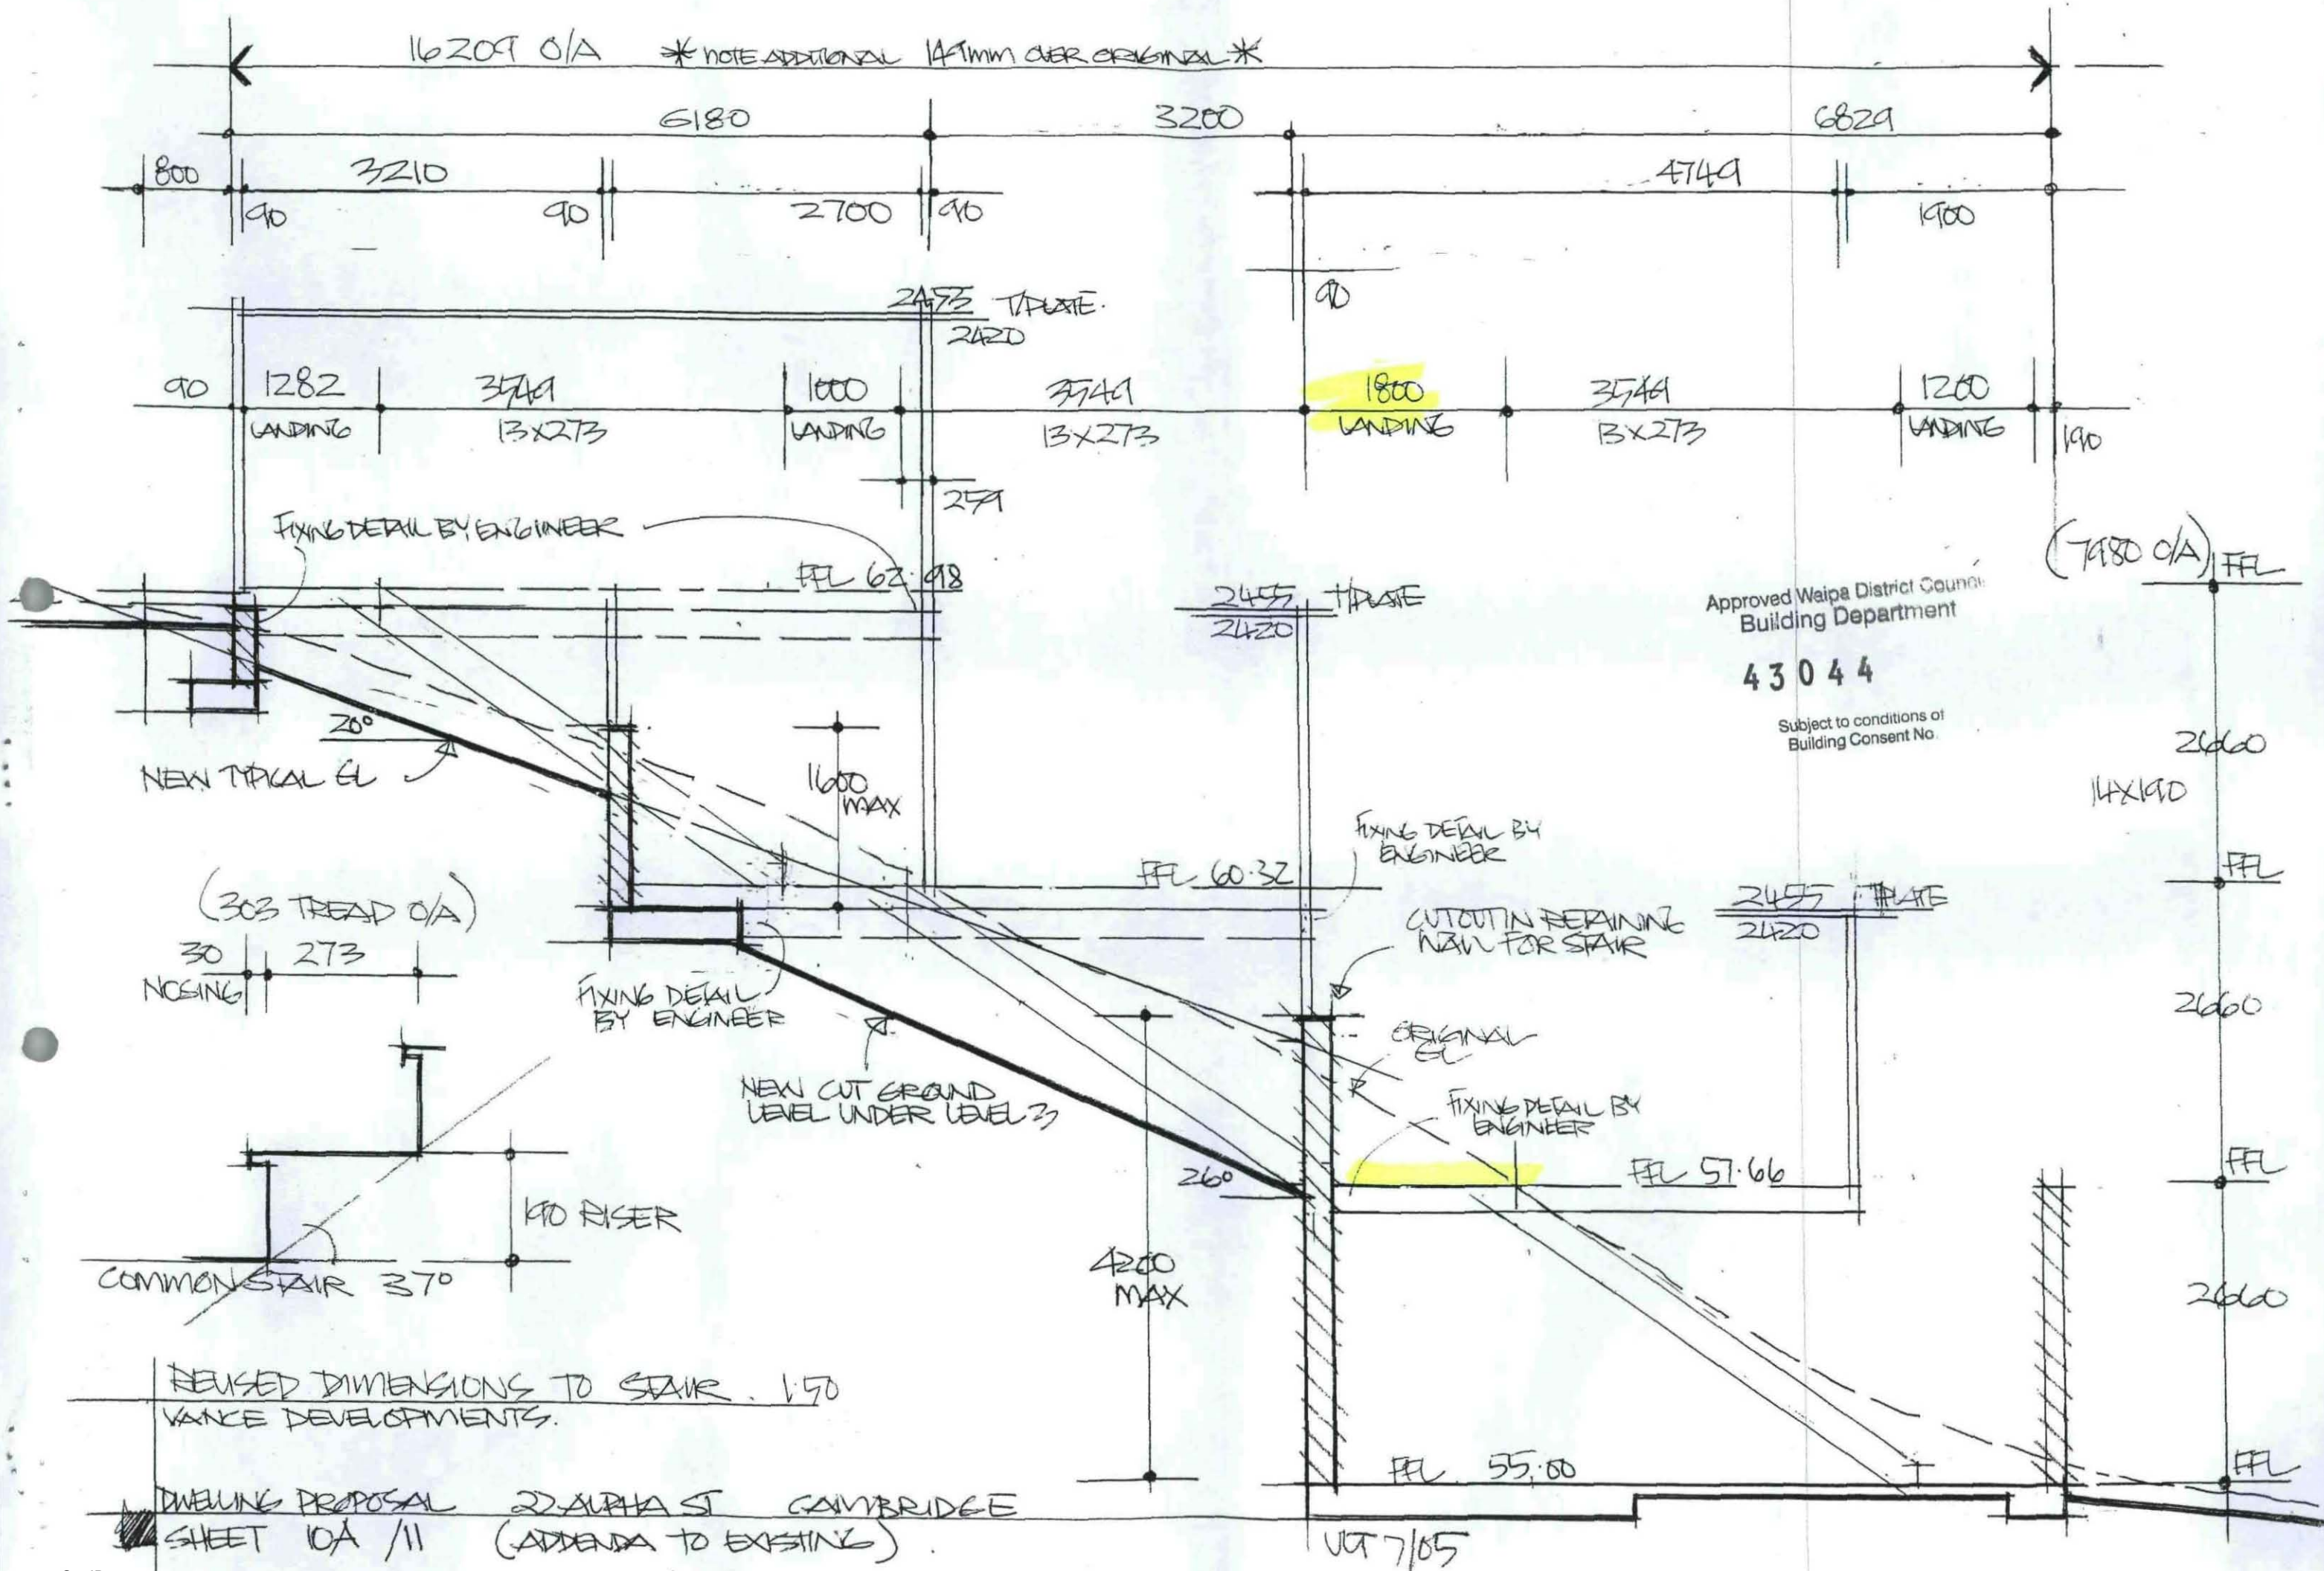 16209 O/A * NOTE ADDITIONAL 149mm OVER ORIGINAL *
6180 3200 6829
800 3210 2700 4749 1900
90 90 90 90
2455 T/PLATE.
2420
90 1282 3549 1000 3549 1800 3549 1200
LANDING 13X273 LANDING 13X273 LANDING 13X273 LANDING 190
259
FIXING DETAIL BY ENGINEER
FFL 62.98
(7980 O/A) FFL
2455 T/PLATE
2420
Approved Waipa District Council
Building Department
43044
Subject to conditions of
Building Consent No.
20°
NEW TYPICAL GL
1600
MAX
2660
14X190
FIXING DETAIL BY
ENGINEER
FFL 60.32
FFL
(303 TREAD O/A)
30 273
NOSING
CUTOUT IN RETAINING
WALL FOR STAIR
2455 T/PLATE
2420
FIXING DETAIL
BY ENGINEER
2660
ORIGINAL
GL
NEW CUT GROUND
LEVEL UNDER LEVEL 3
FIXING DETAIL BY
ENGINEER
26°
FFL 57.66
FFL
190 RISER
COMMON STAIR 37°
4200
MAX
2660
REVISED DIMENSIONS TO STAIR. 1:50
VANCE DEVELOPMENTS.
FFL 55.00
FFL
DWELLING PROPOSAL 22 ALPHA ST CAMBRIDGE
SHEET 10A /11 (ADDENDA TO EXISTING).
7/05